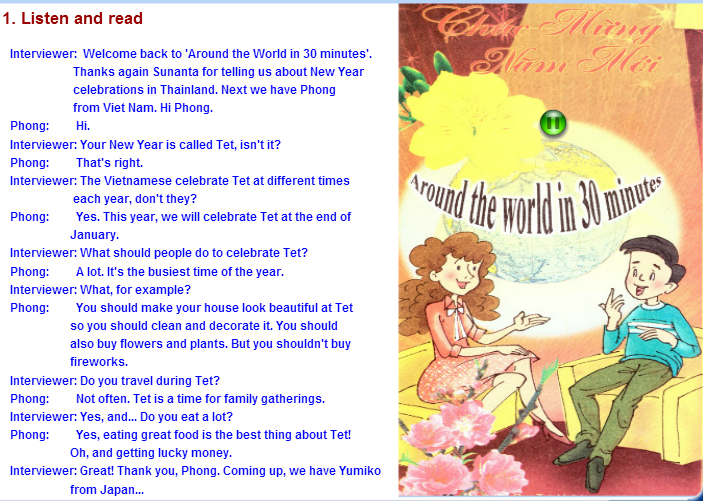 1. Listen and read
Interviewer: Welcome back to 'Around the World in 30 minutes'.
Thanks again Sunanta for telling us about New Year
celebrations in Thainland. Next we have Phong
from Viet Nam. Hi Phong.
Phong: Hi.
Interviewer: Your New Year is called Tet, isn't it?
Phong: That's right.
Interviewer: The Vietnamese celebrate Tet at different times
each year, don't they?
Phong: Yes. This year, we will celebrate Tet at the end of
January.
Interviewer: What should people do to celebrate Tet?
Phong: A lot. It's the busiest time of the year.
Interviewer: What, for example?
Phong: You should make your house look beautiful at Tet
so you should clean and decorate it. You should
also buy flowers and plants. But you shouldn't buy
fireworks.
Interviewer: Do you travel during Tet?
Phong: Not often. Tet is a time for family gatherings.
Interviewer: Yes, and... Do you eat a lot?
Phong: Yes, eating great food is the best thing about Tet!
Oh, and getting lucky money.
Interviewer: Great! Thank you, Phong. Coming up, we have Yumiko
from Japan...
Chúc Mừng
Năm Mới
Around the world in 30 minutes